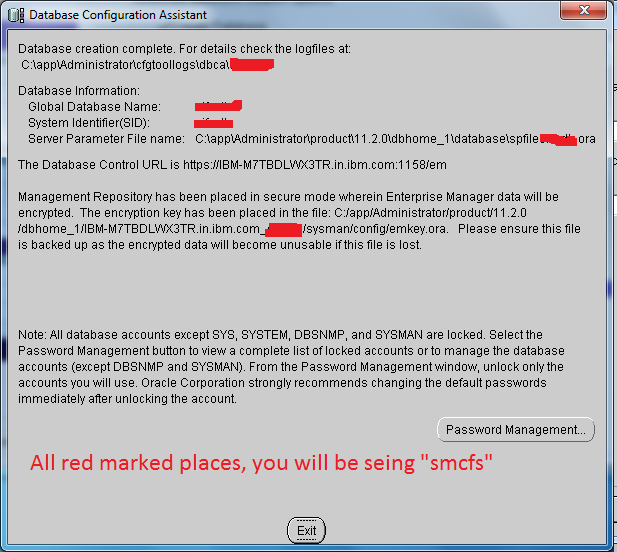 Database Configuration Assistant
Database creation complete. For details check the logfiles at:
C:\app\Administrator\cfgtoollogs\dbca\
Database Information:
Global Database Name:
System Identifier(SID):
Server Parameter File name: C:\app\Administrator\product\11.2.0\dbhome_1\database\spfile .ora
The Database Control URL is https://IBM-M7TBDLWX3TR.in.ibm.com:1158/em
Management Repository has been placed in secure mode wherein Enterprise Manager data will be
encrypted. The encryption key has been placed in the file: C:/app/Administrator/product/11.2.0
/dbhome_1/IBM-M7TBDLWX3TR.in.ibm.com_ /sysman/config/emkey.ora. Please ensure this file
is backed up as the encrypted data will become unusable if this file is lost.
Note: All database accounts except SYS, SYSTEM, DBSNMP, and SYSMAN are locked. Select the
Password Management button to view a complete list of locked accounts or to manage the database
accounts (except DBSNMP and SYSMAN). From the Password Management window, unlock only the
accounts you will use. Oracle Corporation strongly recommends changing the default passwords
immediately after unlocking the account.
Password Management...
All red marked places, you will be seing "smcfs"
Exit